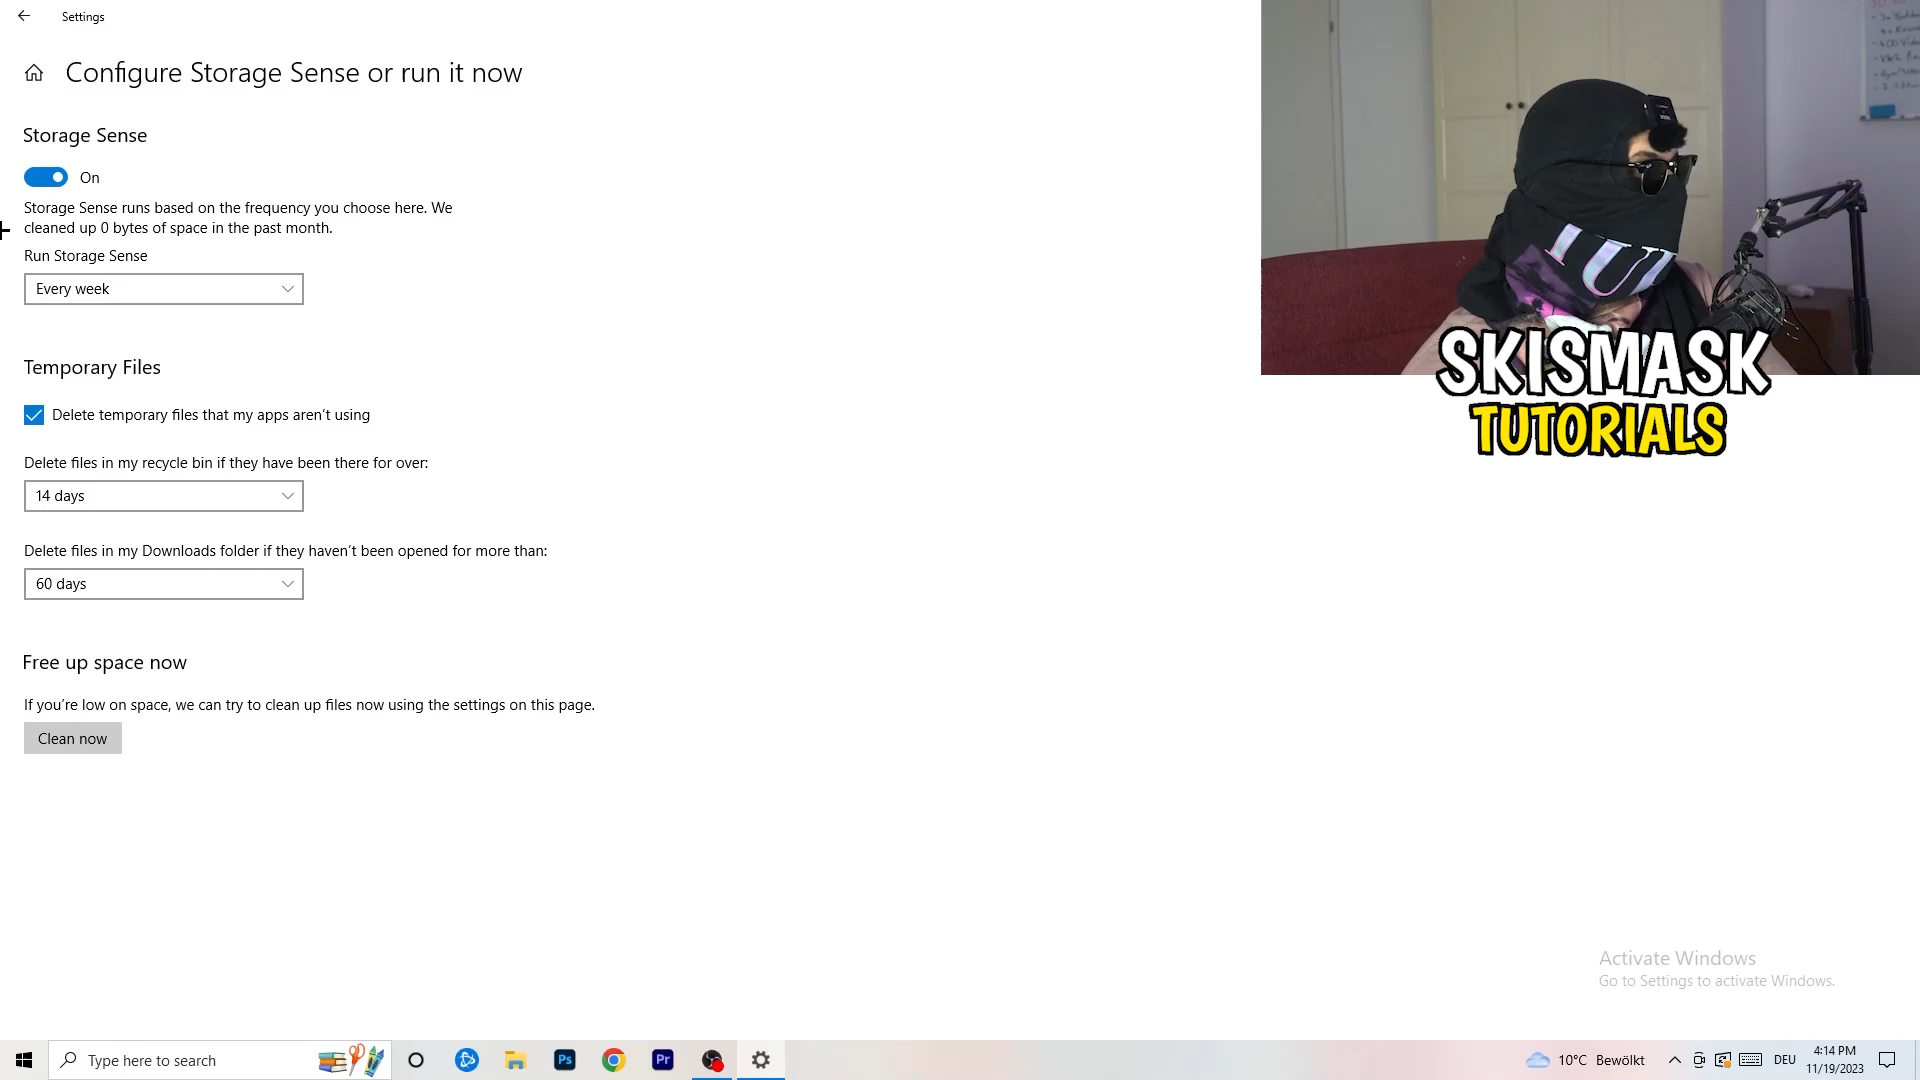 Settings
Configure Storage Sense or run it now
Storage Sense
On
Storage Sense runs based on the frequency you choose here. We
cleaned up 0 bytes of space in the past month.
Run Storage Sense
Every week
Temporary Files
Delete temporary files that my apps aren’t using
Delete files in my recycle bin if they have been there for over:
14 days
Delete files in my Downloads folder if they haven’t been opened for more than:
60 days
Free up space now
If you’re low on space, we can try to clean up files now using the settings on this page.
Clean now
SKISMASK
TUTORIALS
Activate Windows
Go to Settings to activate Windows.
Type here to search
Ps
Pr
10°C Bewölkt
DEU
4:14 PM
11/19/2023